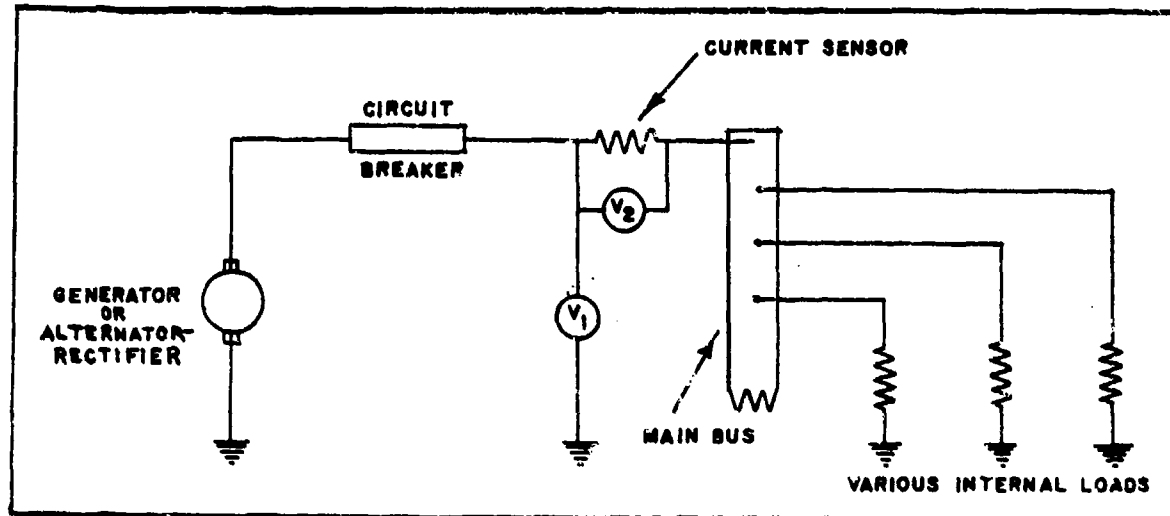 CURRENT SENSOR
CIRCUIT
BREAKER
V2
GENERATOR
OR
ALTERNATOR-
RECTIFIER
V1
MAIN BUS
VARIOUS INTERNAL LOADS